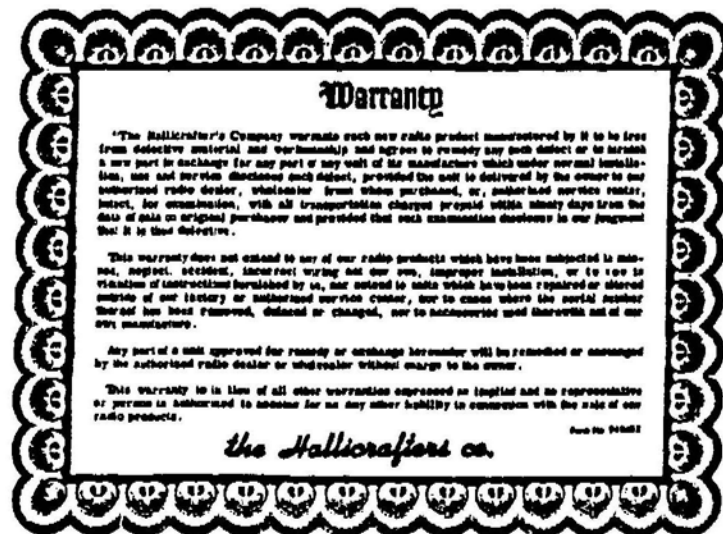 Warranty
"The Hallicrafter's Company warrants each new radio product manufactured by it to be free
from defective material and workmanship and agrees to remedy any such defect or to furnish
a new part in exchange for any part of any unit of its manufacture which under normal installa-
tion, use and service discloses such defect, provided the unit is delivered by the owner to our
authorized radio dealer, wholesaler from whom purchased, or, authorized service center,
intact, for examination, with all transportation charges prepaid within ninety days from the
date of sale to original purchaser and provided that such examination discloses in our judgment
that it is thus defective.
This warranty does not extend to any of our radio products which have been subjected to mis-
use, neglect, accident, incorrect wiring not our own, improper installation, or to use in
violation of instructions furnished by us, nor extend to units which have been repaired or altered
outside of our factory or authorized service center, nor to cases where the serial number
thereof has been removed, defaced or changed, nor to accessories used therewith not of our
own manufacture.
Any part of a unit approved for remedy or exchange hereunder will be remedied or exchanged
by the authorized radio dealer or wholesaler without charge to the owner.
This warranty is in lieu of all other warranties expressed or implied and no representative
or person is authorized to assume for us any other liability in connection with the sale of our
radio products.
Form No
the Hallicrafters co.